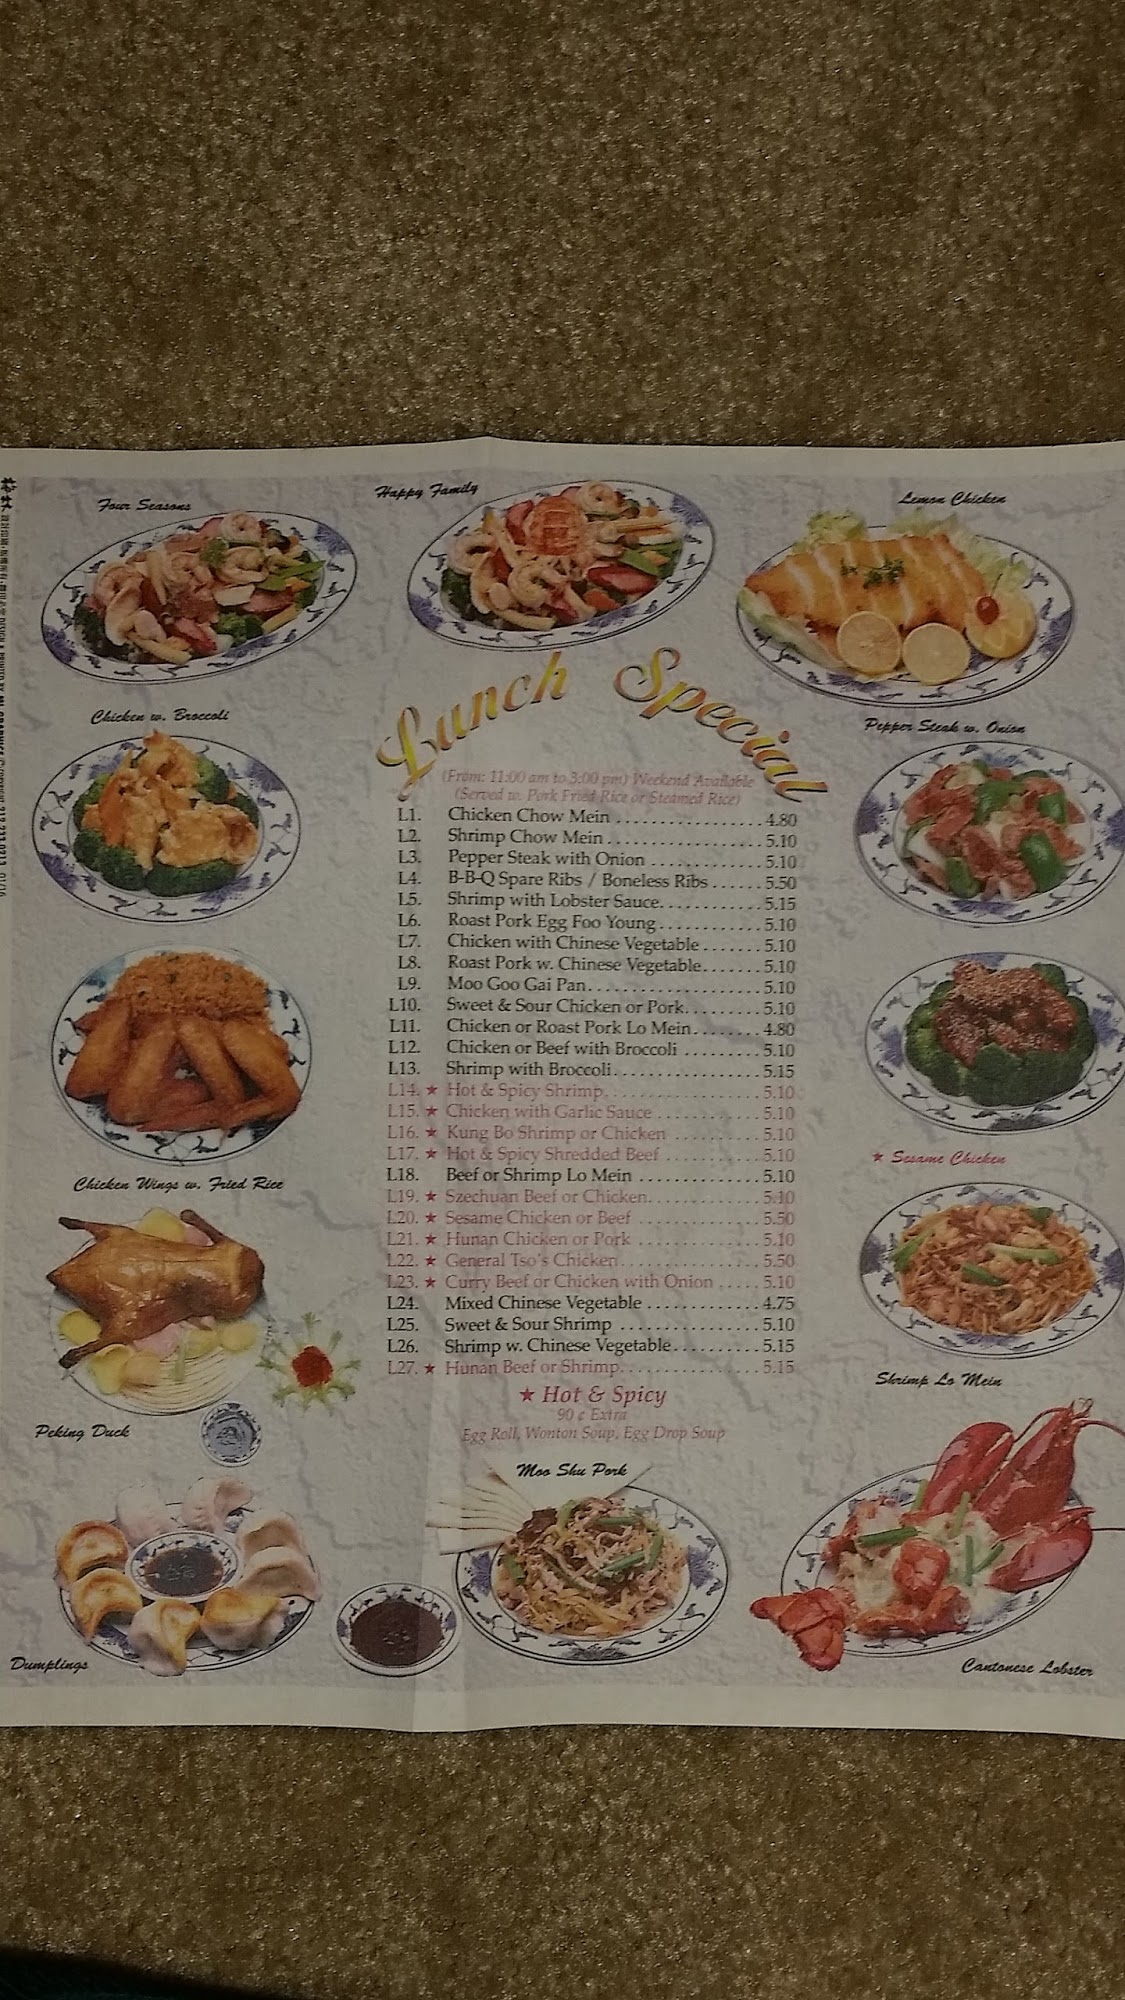 Four Seasons
Happy Family
Lemon Chicken
Chicken w. Broccoli
Pepper Steak w. Onion
Lunch Special
(From: 11:00 am to 3:00 pm) Weekend Available
(Served w. Pork Fried Rice or Steamed Rice)
L1. Chicken Chow Mein ................. 4.80
L2. Shrimp Chow Mein ................. 5.10
L3. Pepper Steak with Onion ............ 5.10
L4. B-B-Q Spare Ribs / Boneless Ribs ...... 5.50
L5. Shrimp with Lobster Sauce............ 5.15
L6. Roast Pork Egg Foo Young............ 5.10
L7. Chicken with Chinese Vegetable ....... 5.10
L8. Roast Pork w. Chinese Vegetable....... 5.10
L9. Moo Goo Gai Pan.................... 5.10
L10. Sweet & Sour Chicken or Pork......... 5.10
L11. Chicken or Roast Pork Lo Mein........ 4.80
L12. Chicken or Beef with Broccoli ......... 5.10
L13. Shrimp with Broccoli................. 5.15
L14. ★ Hot & Spicy Shrimp.................. 5.10
L15. ★ Chicken with Garlic Sauce ............ 5.10
L16. ★ Kung Bo Shrimp or Chicken .......... 5.10
L17. ★ Hot & Spicy Shredded Beef ........... 5.10
L18. Beef or Shrimp Lo Mein .............. 5.10
L19. ★ Szechuan Beef or Chicken............. 5.10
L20. ★ Sesame Chicken or Beef .............. 5.50
L21. ★ Hunan Chicken or Pork .............. 5.10
L22. ★ General Tso's Chicken................ 5.50
L23. ★ Curry Beef or Chicken with Onion ..... 5.10
L24. Mixed Chinese Vegetable ............. 4.75
L25. Sweet & Sour Shrimp ................ 5.10
L26. Shrimp w. Chinese Vegetable.......... 5.15
L27. ★ Hunan Beef or Shrimp................ 5.15
★ Hot & Spicy
90 ¢ Extra
Egg Roll, Wonton Soup, Egg Drop Soup
Chicken Wings w. Fried Rice
★ Sesame Chicken
Peking Duck
Shrimp Lo Mein
Moo Shu Pork
Dumplings
Cantonese Lobster